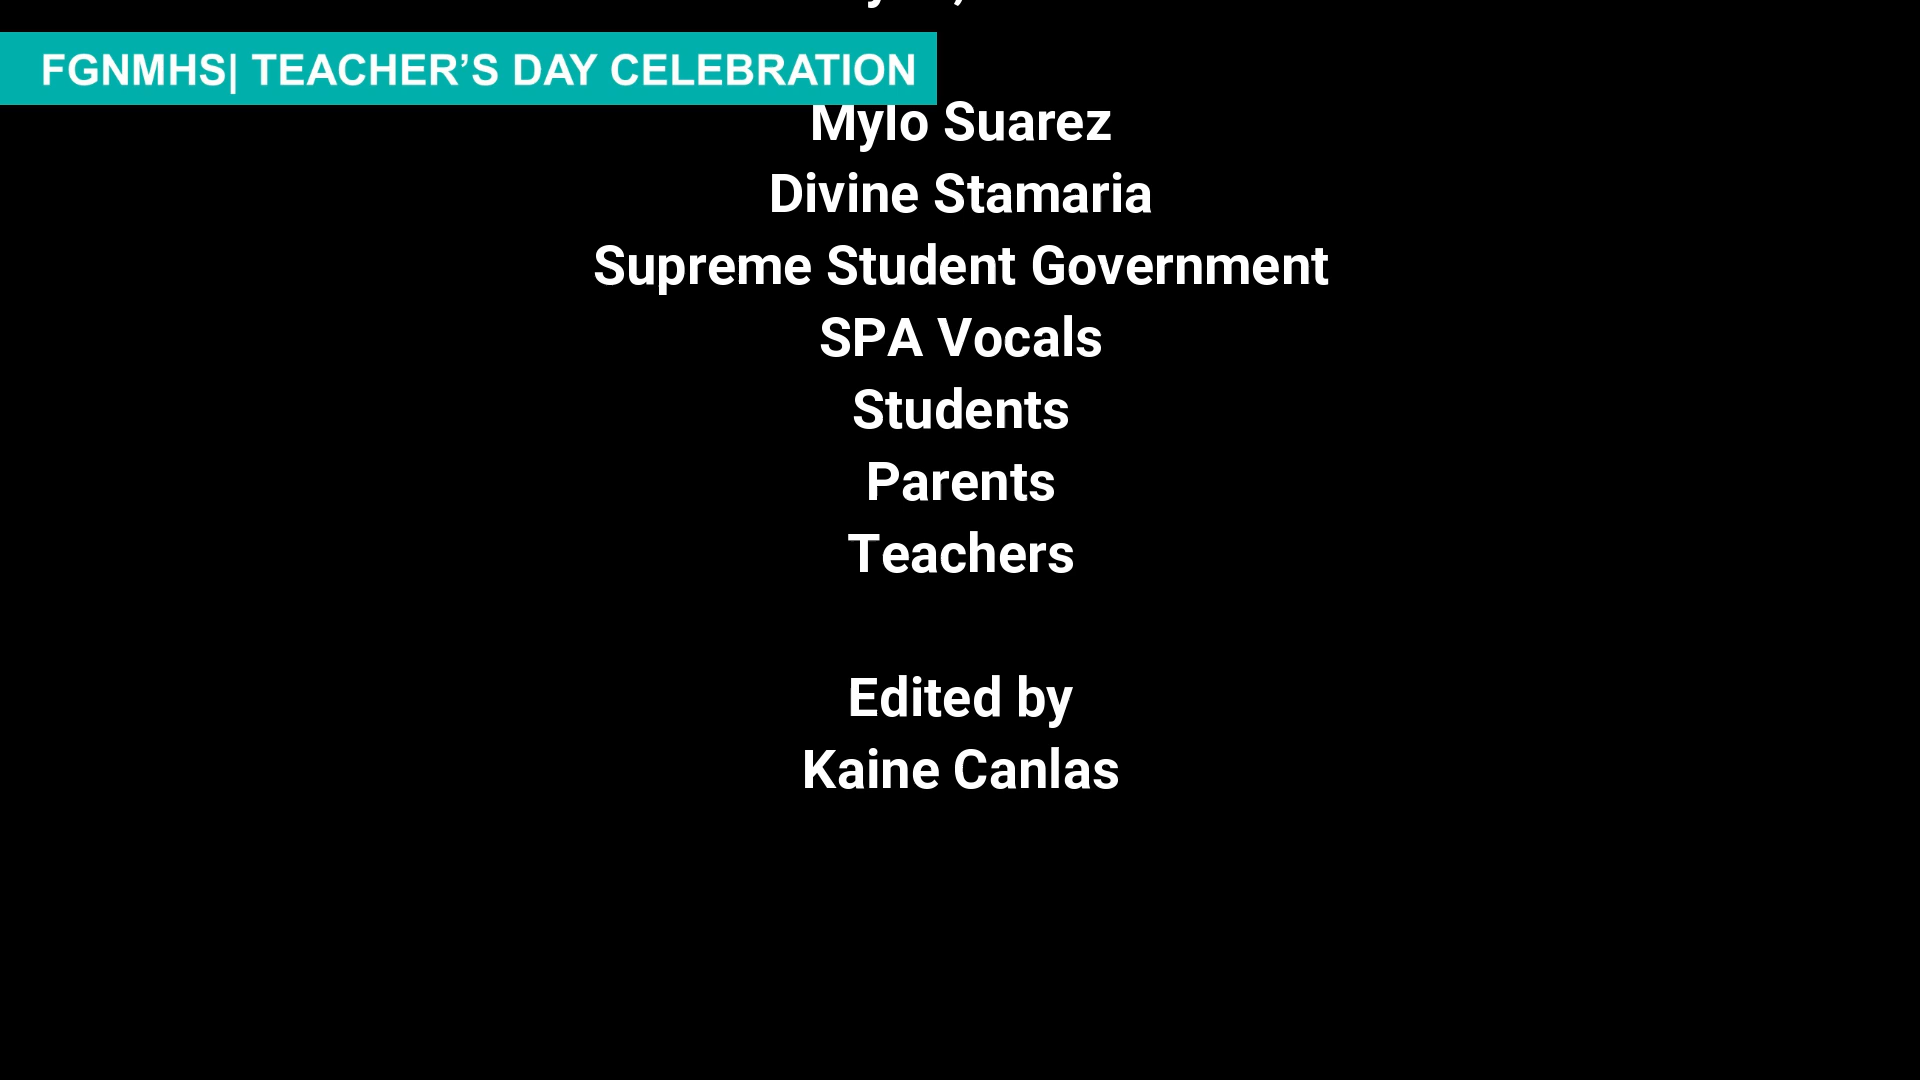 FGNMHS| TEACHER’S DAY CELEBRATION
Mylo Suarez
Divine Stamaria
Supreme Student Government
SPA Vocals
Students
Parents
Teachers
Edited by
Kaine Canlas